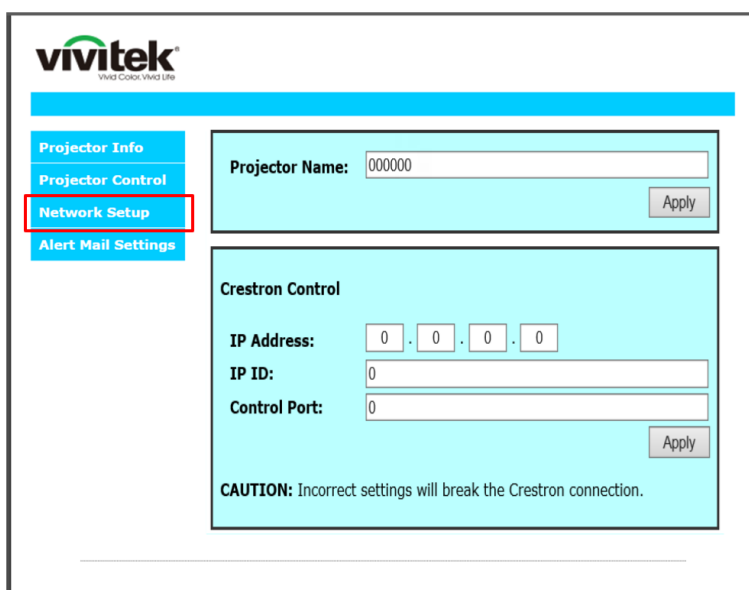 vivitek
Vivid Color. Vivid Life
Projector Info
Projector Control
Network Setup
Alert Mail Settings
Projector Name: 000000
Apply
Crestron Control
IP Address: 0 . 0 . 0 . 0
IP ID: 0
Control Port: 0
Apply
CAUTION: Incorrect settings will break the Crestron connection.